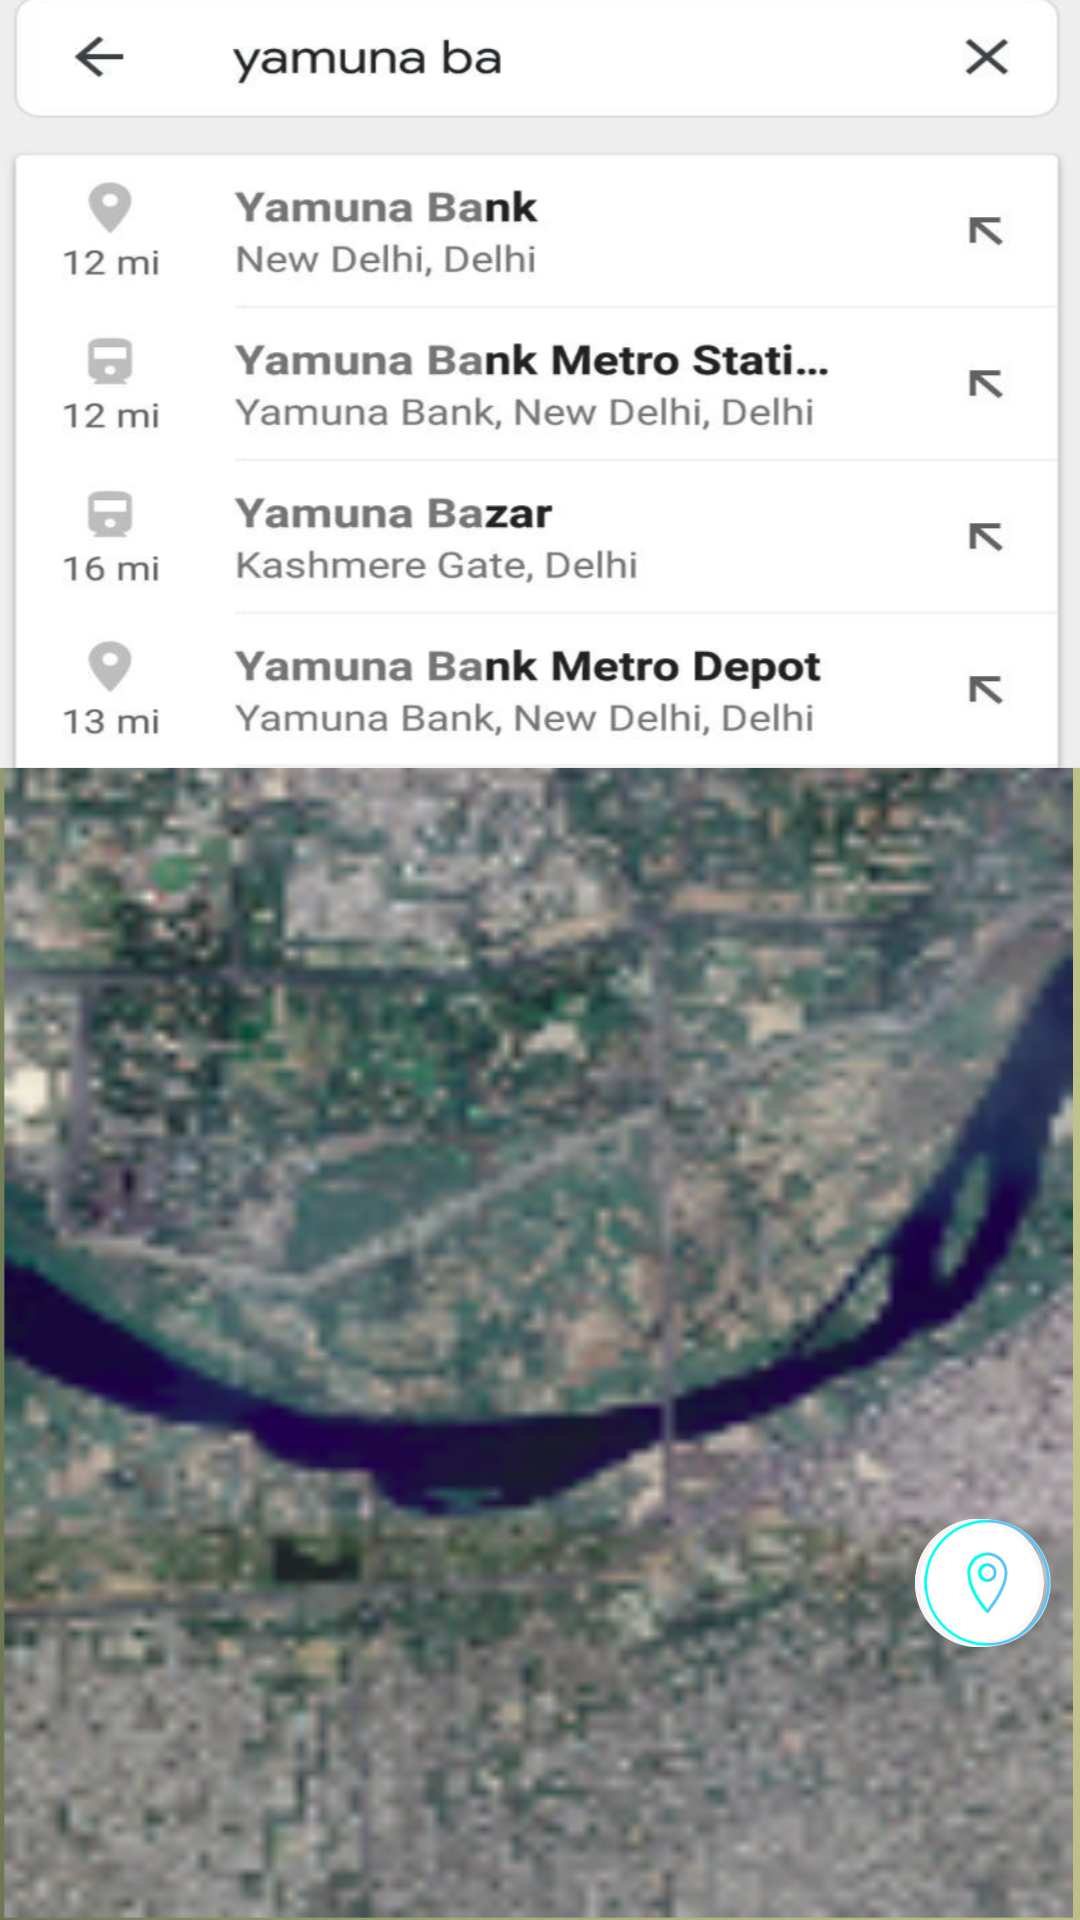 yamuna ba
Yamuna Bank
12 mi
New Delhi, Delhi
Yamuna Bank Metro Stati...
12 mi
Yamuna Bank, New Delhi, Delhi
Yamuna Bazar
16 mi
Kashmere Gate, Delhi
Yamuna Bank Metro Depot
13 mi
Yamuna Bank, New Delhi, Delhi